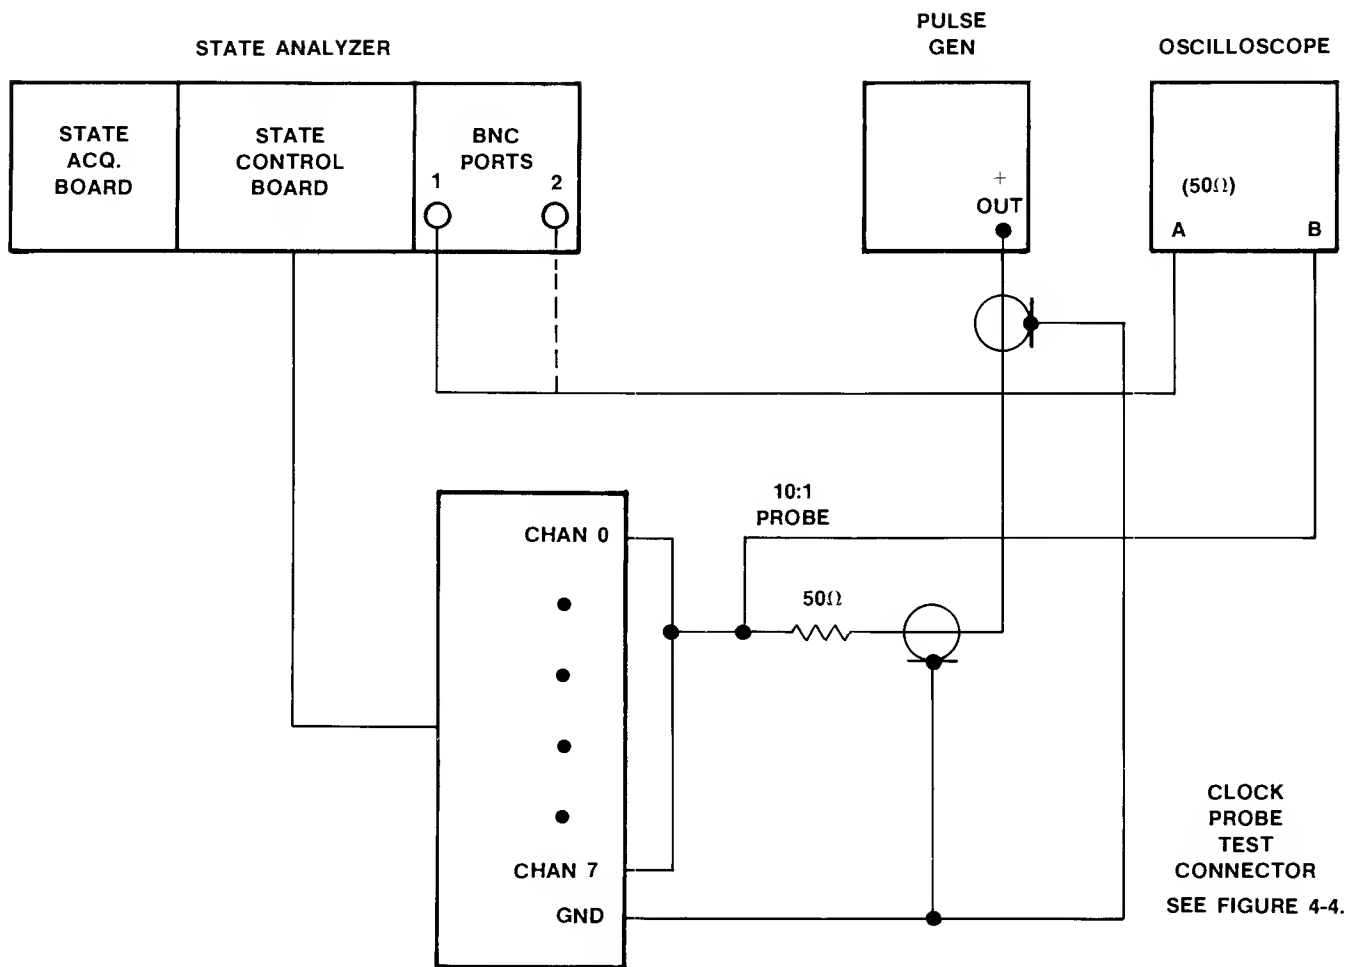 STATE ANALYZER
PULSE
GEN
OSCILLOSCOPE
STATE
ACQ.
BOARD
STATE
CONTROL
BOARD
BNC
PORTS
1
2
+
OUT
(50Ω)
A
B
10:1
PROBE
CHAN 0
50Ω
CHAN 7
GND
CLOCK
PROBE
TEST
CONNECTOR
SEE FIGURE 4-4.